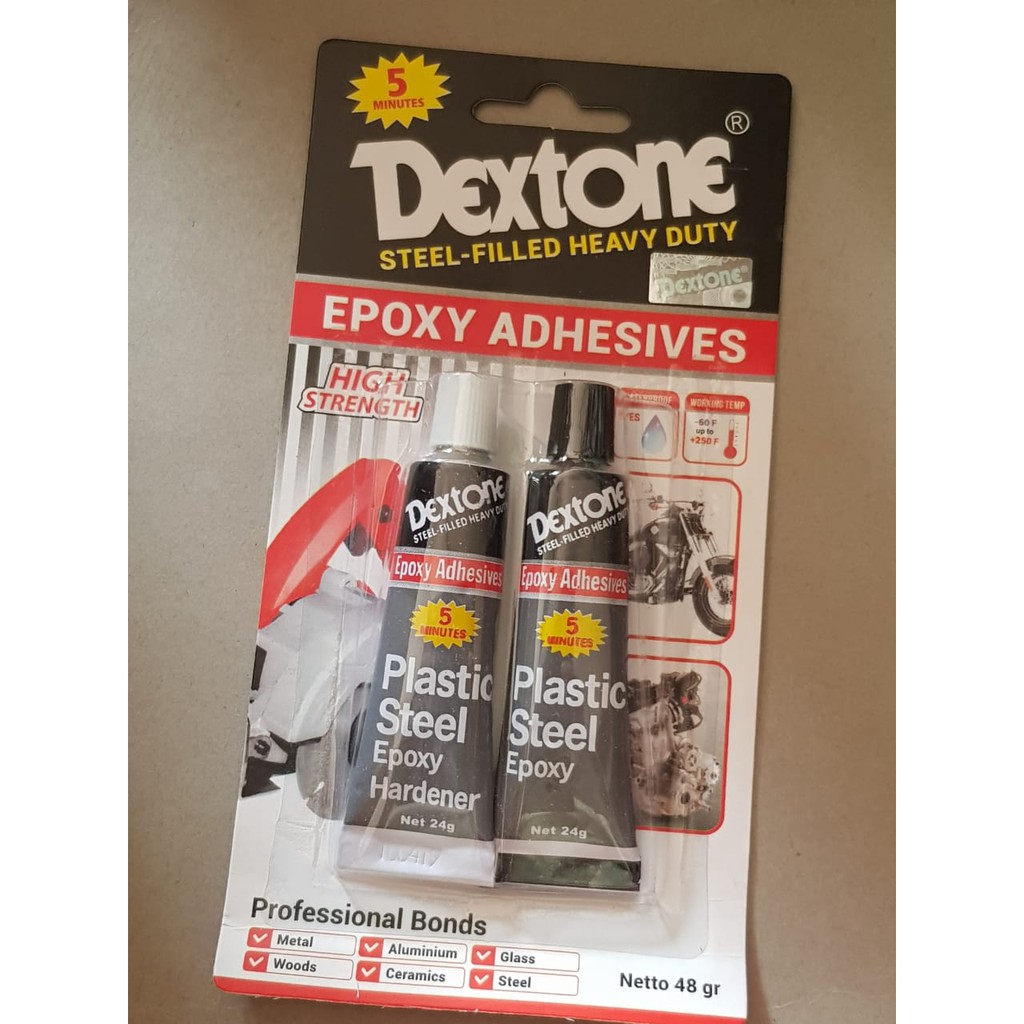 5
MINUTES
DEXTONE®
STEEL-FILLED HEAVY DUTY
DEXTONE®
EPOXY ADHESIVES
HIGH
STRENGTH
WORKING TEMP
-60 F
up to
+250 F
DEXTONE
STEEL-FILLED HEAVY DUTY
Epoxy Adhesives
5
MINUTES
Plastic
Steel
Epoxy
Hardener
Net 24g
DEXTONE
STEEL-FILLED HEAVY DUTY
Epoxy Adhesives
5
MINUTES
Plastic
Steel
Epoxy
Net 24g
Professional Bonds
Metal
Aluminium
Glass
Woods
Ceramics
Steel
Netto 48 gr